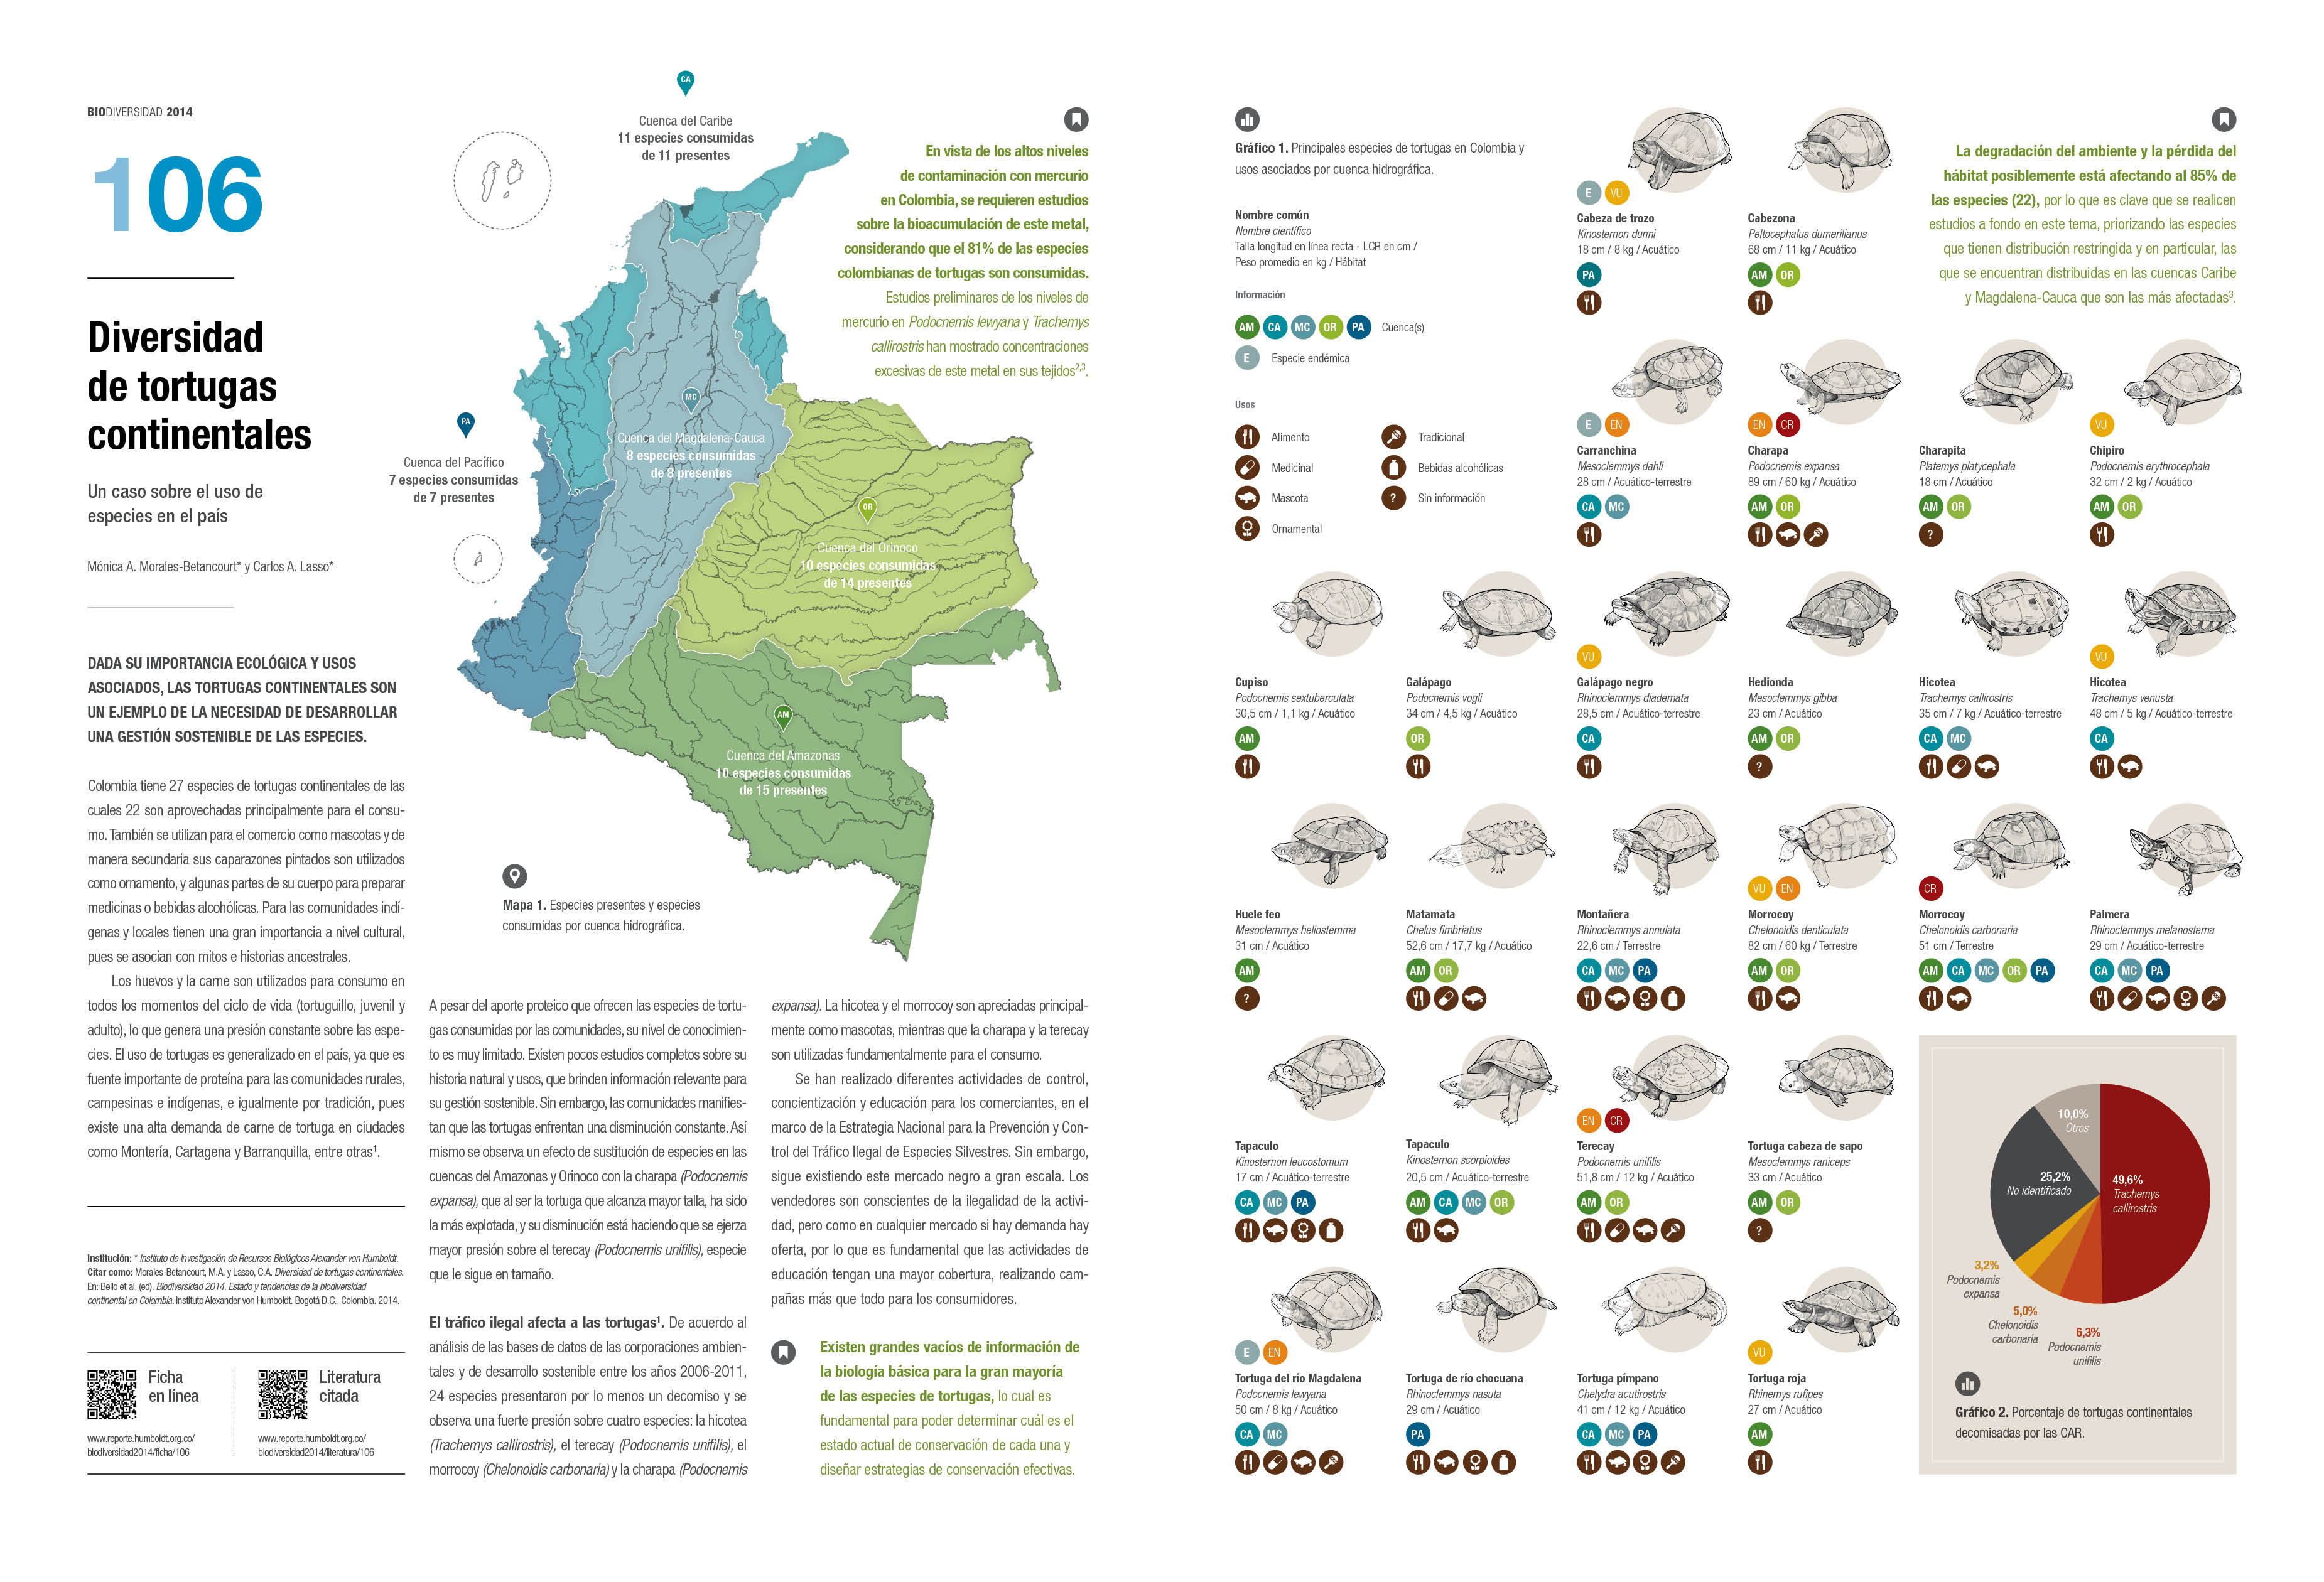 BIODIVERSIDAD 2014
106
Diversidad
de tortugas
continentales
Un caso sobre el uso de
especies en el país
Mónica A. Morales-Betancourt* y Carlos A. Lasso*
DADA SU IMPORTANCIA ECOLÓGICA Y USOS
ASOCIADOS, LAS TORTUGAS CONTINENTALES SON
UN EJEMPLO DE LA NECESIDAD DE DESARROLLAR
UNA GESTIÓN SOSTENIBLE DE LAS ESPECIES.
Colombia tiene 27 especies de tortugas continentales de las
cuales 22 son aprovechadas principalmente para el consu-
mo. También se utilizan para el comercio como mascotas y de
manera secundaria sus caparazones pintados son utilizados
como ornamento, y algunas partes de su cuerpo para preparar
medicinas o bebidas alcohólicas. Para las comunidades indí-
genas y locales tienen una gran importancia a nivel cultural,
pues se asocian con mitos e historias ancestrales.
Los huevos y la carne son utilizados para consumo en
todos los momentos del ciclo de vida (tortuguillo, juvenil y
adulto), lo que genera una presión constante sobre las espe-
cies. El uso de tortugas es generalizado en el país, ya que es
fuente importante de proteína para las comunidades rurales,
campesinas e indígenas, e igualmente por tradición, pues
existe una alta demanda de carne de tortuga en ciudades
como Montería, Cartagena y Barranquilla, entre otras¹.
Institución: * Instituto de Investigación de Recursos Biológicos Alexander von Humboldt.
Citar como: Morales-Betancourt, M.A. y Lasso, C.A. Diversidad de tortugas continentales.
En: Bello et al. (ed). Biodiversidad 2014. Estado y tendencias de la biodiversidad
continental en Colombia. Instituto Alexander von Humboldt. Bogotá D.C., Colombia. 2014.
Ficha
en línea
www.reporte.humboldt.org.co/
biodiversidad2014/ficha/106
Literatura
citada
www.reporte.humboldt.org.co/
biodiversidad2014/literatura/106
CA
Cuenca del Caribe
11 especies consumidas
de 11 presentes
PA
Cuenca del Pacífico
7 especies consumidas
de 7 presentes
MC
Cuenca del Magdalena-Cauca
8 especies consumidas
de 8 presentes
OR
Cuenca del Orinoco
10 especies consumidas
de 14 presentes
AM
Cuenca del Amazonas
10 especies consumidas
de 15 presentes
Mapa 1. Especies presentes y especies
consumidas por cuenca hidrográfica.
En vista de los altos niveles
de contaminación con mercurio
en Colombia, se requieren estudios
sobre la bioacumulación de este metal,
considerando que el 81% de las especies
colombianas de tortugas son consumidas.
Estudios preliminares de los niveles de
mercurio en Podocnemis lewyana y Trachemys
callirostris han mostrado concentraciones
excesivas de este metal en sus tejidos²,³.
A pesar del aporte proteico que ofrecen las especies de tortu-
gas consumidas por las comunidades, su nivel de conocimien-
to es muy limitado. Existen pocos estudios completos sobre su
historia natural y usos, que brinden información relevante para
su gestión sostenible. Sin embargo, las comunidades manifies-
tan que las tortugas enfrentan una disminución constante. Así
mismo se observa un efecto de sustitución de especies en las
cuencas del Amazonas y Orinoco con la charapa (Podocnemis
expansa), que al ser la tortuga que alcanza mayor talla, ha sido
la más explotada, y su disminución está haciendo que se ejerza
mayor presión sobre el terecay (Podocnemis unifilis), especie
que le sigue en tamaño.
El tráfico ilegal afecta a las tortugas¹. De acuerdo al
análisis de las bases de datos de las corporaciones ambien-
tales y de desarrollo sostenible entre los años 2006-2011,
24 especies presentaron por lo menos un decomiso y se
observa una fuerte presión sobre cuatro especies: la hicotea
(Trachemys callirostris), el terecay (Podocnemis unifilis), el
morrocoy (Chelonoidis carbonaria) y la charapa (Podocnemis
expansa). La hicotea y el morrocoy son apreciadas principal-
mente como mascotas, mientras que la charapa y la terecay
son utilizadas fundamentalmente para el consumo.
Se han realizado diferentes actividades de control,
concientización y educación para los comerciantes, en el
marco de la Estrategia Nacional para la Prevención y Con-
trol del Tráfico Ilegal de Especies Silvestres. Sin embargo,
sigue existiendo este mercado negro a gran escala. Los
vendedores son conscientes de la ilegalidad de la activi-
dad, pero como en cualquier mercado si hay demanda hay
oferta, por lo que es fundamental que las actividades de
educación tengan una mayor cobertura, realizando cam-
pañas más que todo para los consumidores.
Existen grandes vacíos de información de
la biología básica para la gran mayoría
de las especies de tortugas, lo cual es
fundamental para poder determinar cuál es el
estado actual de conservación de cada una y
diseñar estrategias de conservación efectivas.
Gráfico 1. Principales especies de tortugas en Colombia y
usos asociados por cuenca hidrográfica.
Nombre común
Nombre científico
Talla longitud en línea recta - LCR en cm /
Peso promedio en kg / Hábitat
Información
AM CA MC OR PA Cuenca(s)
E Especie endémica
Usos
Alimento
Medicinal
Mascota
Ornamental
Tradicional
Bebidas alcohólicas
? Sin información
E VU
Cabeza de trozo
Kinosternon dunni
18 cm / 8 kg / Acuático
PA
Cabezona
Peltocephalus dumerilianus
68 cm / 11 kg / Acuático
AM OR
La degradación del ambiente y la pérdida del
hábitat posiblemente está afectando al 85% de
las especies (22), por lo que es clave que se realicen
estudios a fondo en este tema, priorizando las especies
que tienen distribución restringida y en particular, las
que se encuentran distribuidas en las cuencas Caribe
y Magdalena-Cauca que son las más afectadas³.
E EN
Carranchina
Mesoclemmys dahli
28 cm / Acuático-terrestre
CA MC
EN CR
Charapa
Podocnemis expansa
89 cm / 60 kg / Acuático
AM OR
Charapita
Platemys platycephala
18 cm / Acuático
AM OR
?
VU
Chipiro
Podocnemis erythrocephala
32 cm / 2 kg / Acuático
AM OR
Cupiso
Podocnemis sextuberculata
30,5 cm / 1,1 kg / Acuático
AM
Galápago
Podocnemis vogli
34 cm / 4,5 kg / Acuático
OR
VU
Galápago negro
Rhinoclemmys diademata
28,5 cm / Acuático-terrestre
CA
Hedionda
Mesoclemmys gibba
23 cm / Acuático
AM OR
?
Hicotea
Trachemys callirostris
35 cm / 7 kg / Acuático-terrestre
CA MC
VU
Hicotea
Trachemys venusta
48 cm / 5 kg / Acuático-terrestre
CA
Huele feo
Mesoclemmys heliostemma
31 cm / Acuático
AM
?
Matamata
Chelus fimbriatus
52,6 cm / 17,7 kg / Acuático
AM OR
Montañera
Rhinoclemmys annulata
22,6 cm / Terrestre
CA MC PA
VU EN
Morrocoy
Chelonoidis denticulata
82 cm / 60 kg / Terrestre
AM OR
CR
Morrocoy
Chelonoidis carbonaria
51 cm / Terrestre
AM CA MC OR PA
Palmera
Rhinoclemmys melanosterna
29 cm / Acuático-terrestre
CA MC PA
Tapaculo
Kinosternon leucostomum
17 cm / Acuático-terrestre
CA MC PA
Tapaculo
Kinosternon scorpioides
20,5 cm / Acuático-terrestre
AM CA MC OR
EN CR
Terecay
Podocnemis unifilis
51,8 cm / 12 kg / Acuático
AM OR
Tortuga cabeza de sapo
Mesoclemmys raniceps
33 cm / Acuático
AM OR
?
E EN
Tortuga del río Magdalena
Podocnemis lewyana
50 cm / 8 kg / Acuático
CA MC
Tortuga de río chocuana
Rhinoclemmys nasuta
29 cm / Acuático
PA
Tortuga pímpano
Chelydra acutirostris
41 cm / 12 kg / Acuático
CA MC PA
VU
Tortuga roja
Rhinemys rufipes
27 cm / Acuático
AM
10,0%
Otros
25,2%
No identificado
49,6%
Trachemys
callirostris
3,2%
Podocnemis
expansa
5,0%
Chelonoidis
carbonaria
6,3%
Podocnemis
unifilis
Gráfico 2. Porcentaje de tortugas continentales
decomisadas por las CAR.